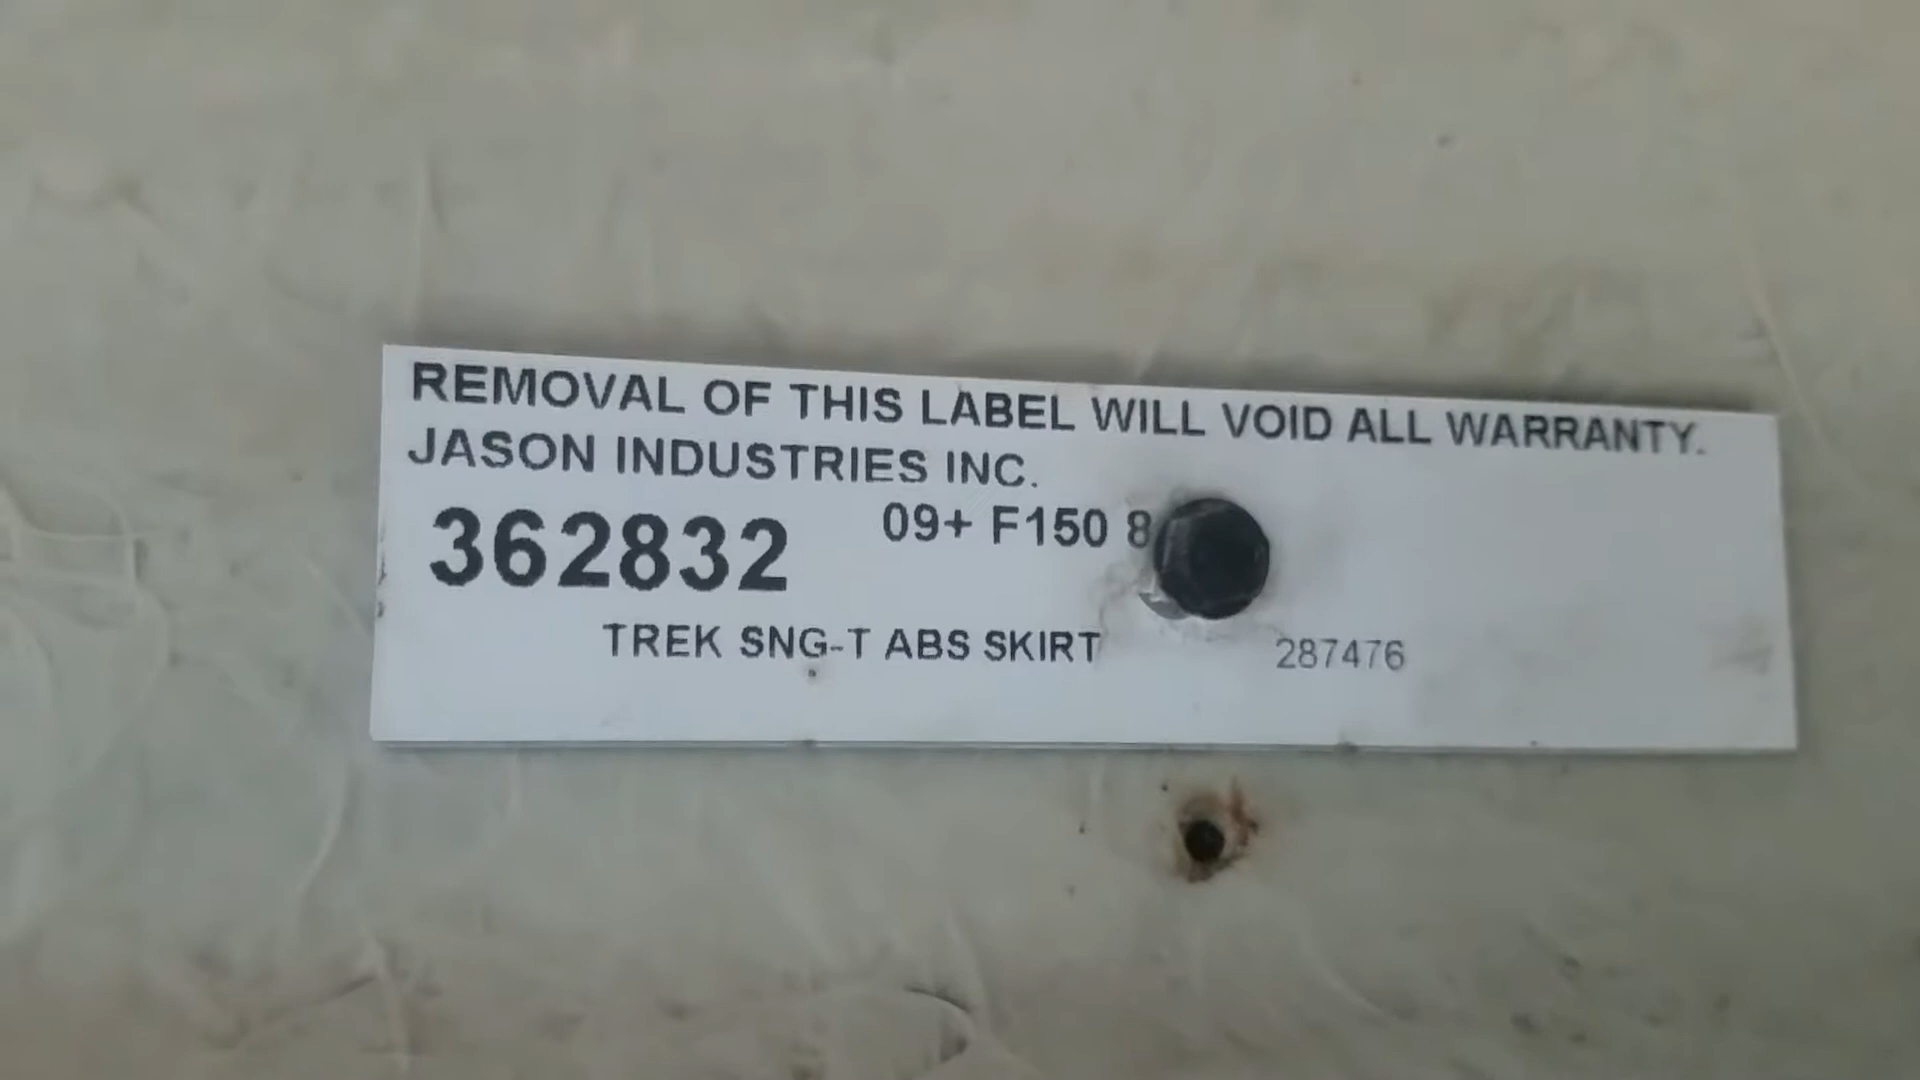 REMOVAL OF THIS LABEL WILL VOID ALL WARRANTY.
JASON INDUSTRIES INC.
362832 09+ F150 8
TREK SNG-T ABS SKIRT 287476